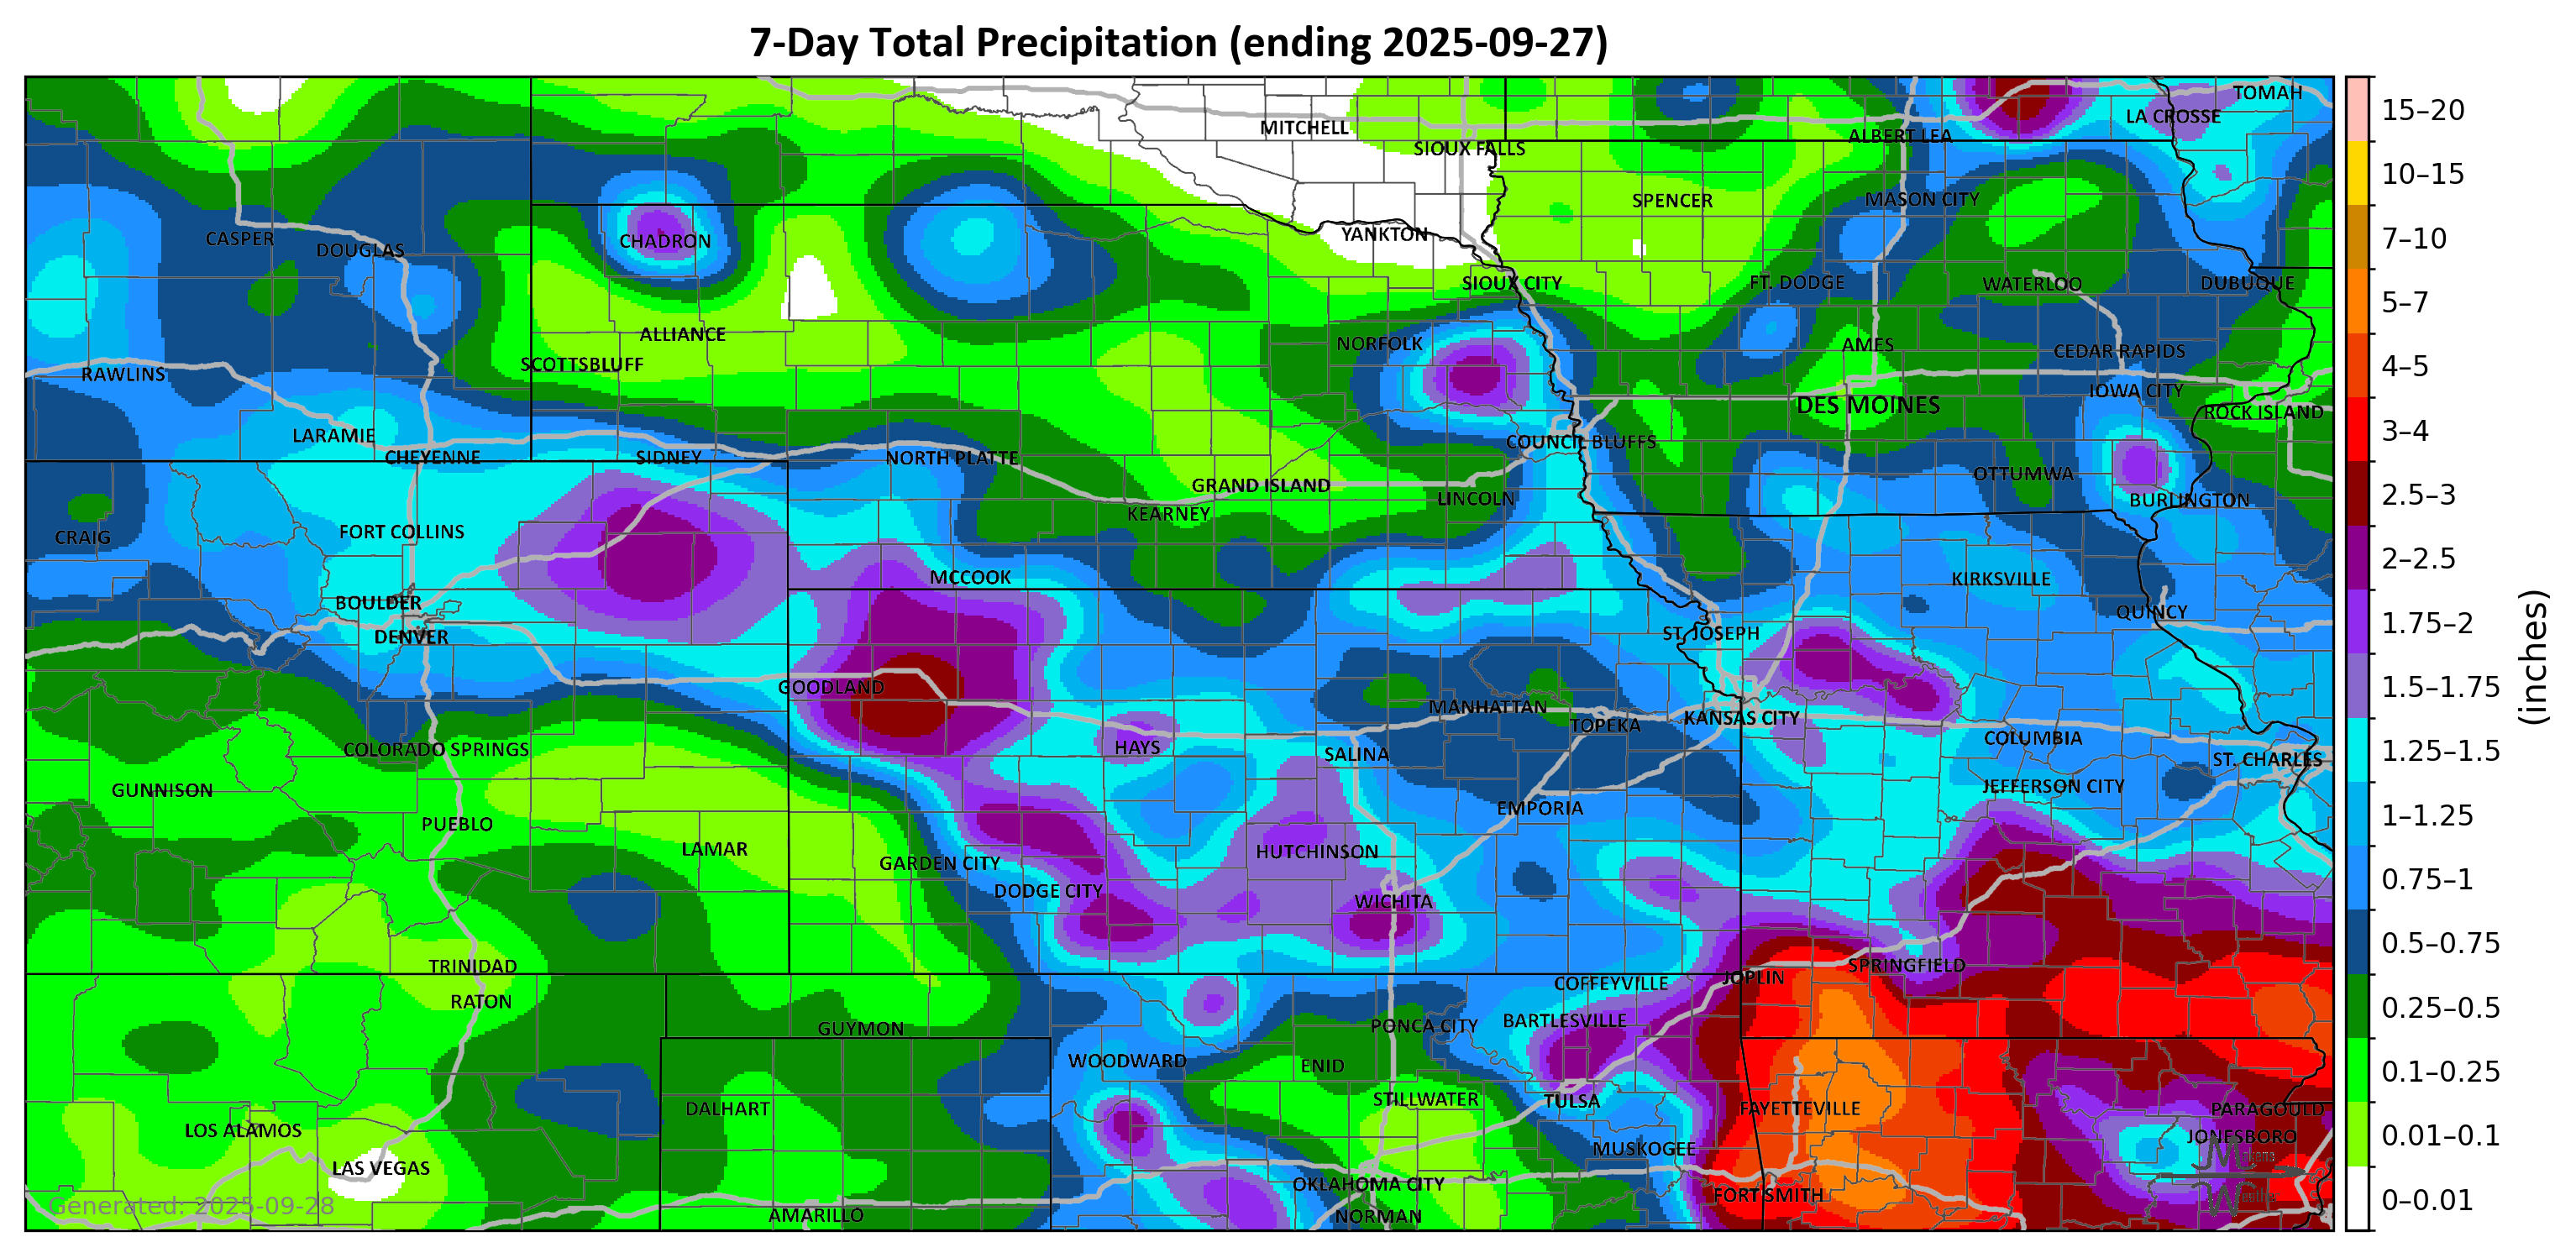 7-Day Total Precipitation (ending 2025-09-27)
TOMAH
LA CROSSE
MITCHELL
ALBERT LEA
SIOUX FALLS
SPENCER
MASON CITY
CASPER
DOUGLAS
CHADRON
YANKTON
SIOUX CITY
FT. DODGE
WATERLOO
DUBUQUE
ALLIANCE
NORFOLK
AMES
CEDAR RAPIDS
SCOTTSBLUFF
RAWLINS
IOWA CITY
DES MOINES
ROCK ISLAND
LARAMIE
COUNCIL BLUFFS
CHEYENNE
SIDNEY
NORTH PLATTE
OTTUMWA
GRAND ISLAND
LINCOLN
BURLINGTON
KEARNEY
FORT COLLINS
CRAIG
MCCOOK
KIRKSVILLE
BOULDER
QUINCY
DENVER
ST. JOSEPH
GOODLAND
MANHATTAN
TOPEKA
KANSAS CITY
COLUMBIA
COLORADO SPRINGS
HAYS
SALINA
ST. CHARLES
GUNNISON
JEFFERSON CITY
EMPORIA
PUEBLO
LAMAR
HUTCHINSON
GARDEN CITY
DODGE CITY
WICHITA
TRINIDAD
SPRINGFIELD
JOPLIN
COFFEYVILLE
RATON
BARTLESVILLE
GUYMON
PONCA CITY
WOODWARD
ENID
STILLWATER
TULSA
DALHART
FAYETTEVILLE
PARAGOULD
LOS ALAMOS
JONESBORO
MUSKOGEE
LAS VEGAS
OKLAHOMA CITY
FORT SMITH
AMARILLO
NORMAN
Generated: 2025-09-28
15–20
10–15
7–10
5–7
4–5
3–4
2.5–3
2–2.5
1.75–2
1.5–1.75
1.25–1.5
1–1.25
0.75–1
0.5–0.75
0.25–0.5
0.1–0.25
0.01–0.1
0–0.01
(inches)